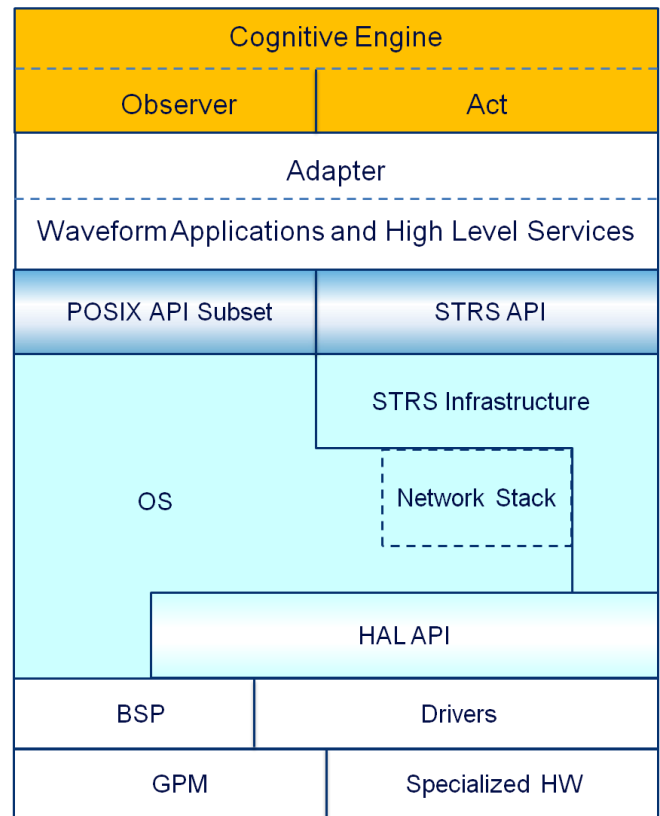 Cognitive Engine
Observer
Act
Adapter
Waveform Applications and High Level Services
POSIX API Subset
STRS API
STRS Infrastructure
OS
Network Stack
HAL API
BSP
Drivers
GPM
Specialized HW